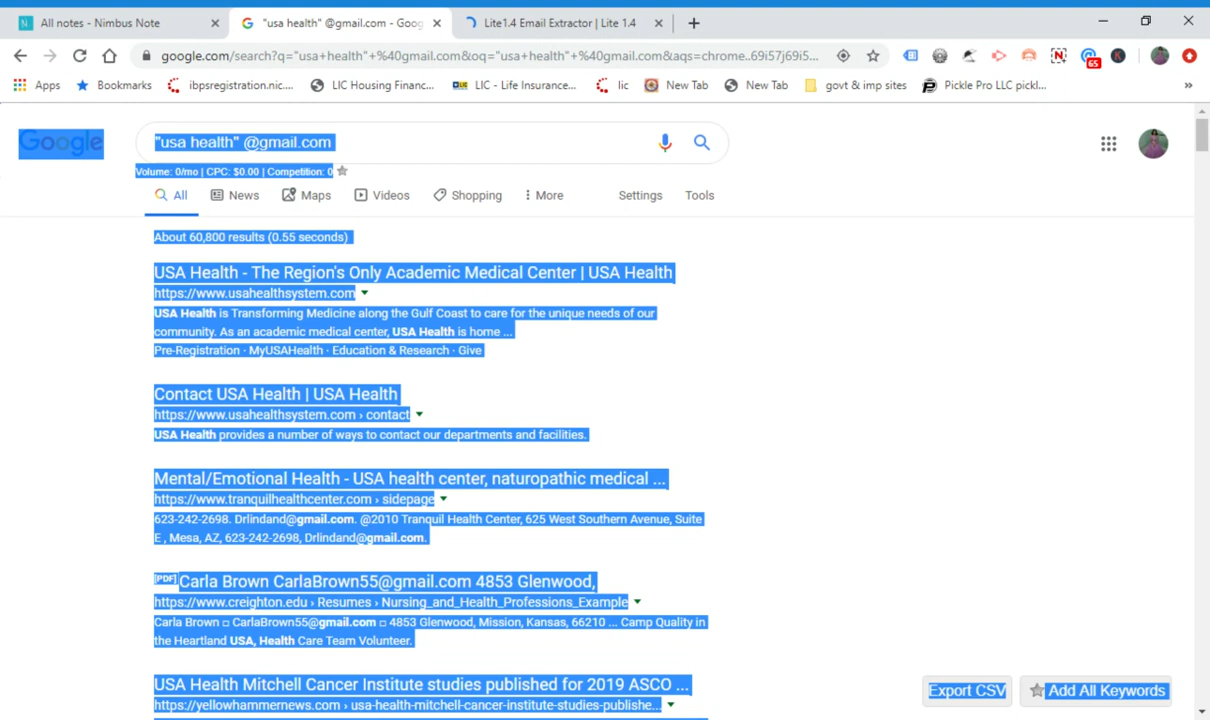 All notes - Nimbus Note
"usa health" @gmail.com - Goog
Lite1.4 Email Extractor | Lite 1.4
google.com/search?q="usa+health"+%40gmail.com&oq="usa+health"+%40gmail.com&aqs=chrome..69i57j69i5...
65
Apps
Bookmarks
ibpsregistration.nic....
LIC Housing Financ...
LIC - Life Insurance...
lic
New Tab
New Tab
govt & imp sites
Pickle Pro LLC pickl...
Google
"usa health" @gmail.com
Volume: 0/mo | CPC: $0.00 | Competition: 0
All
News
Maps
Videos
Shopping
More
Settings
Tools
About 60,800 results (0.55 seconds)
USA Health - The Region's Only Academic Medical Center | USA Health
https://www.usahealthsystem.com
USA Health is Transforming Medicine along the Gulf Coast to care for the unique needs of our
community. As an academic medical center, USA Health is home ...
Pre-Registration · MyUSAHealth · Education & Research · Give
Contact USA Health | USA Health
https://www.usahealthsystem.com › contact
USA Health provides a number of ways to contact our departments and facilities.
Mental/Emotional Health - USA health center, naturopathic medical ...
https://www.tranquilhealthcenter.com › sidepage
623-242-2698. Drlindand@gmail.com. @2010 Tranquil Health Center, 625 West Southern Avenue, Suite
E , Mesa, AZ, 623-242-2698, Drlindand@gmail.com.
[PDF] Carla Brown CarlaBrown55@gmail.com 4853 Glenwood,
https://www.creighton.edu › Resumes › Nursing_and_Health_Professions_Example
Carla Brown □ CarlaBrown55@gmail.com □ 4853 Glenwood, Mission, Kansas, 66210 ... Camp Quality in
the Heartland USA, Health Care Team Volunteer.
USA Health Mitchell Cancer Institute studies published for 2019 ASCO ...
https://yellowhammernews.com › usa-health-mitchell-cancer-institute-studies-publishe...
Export CSV
Add All Keywords